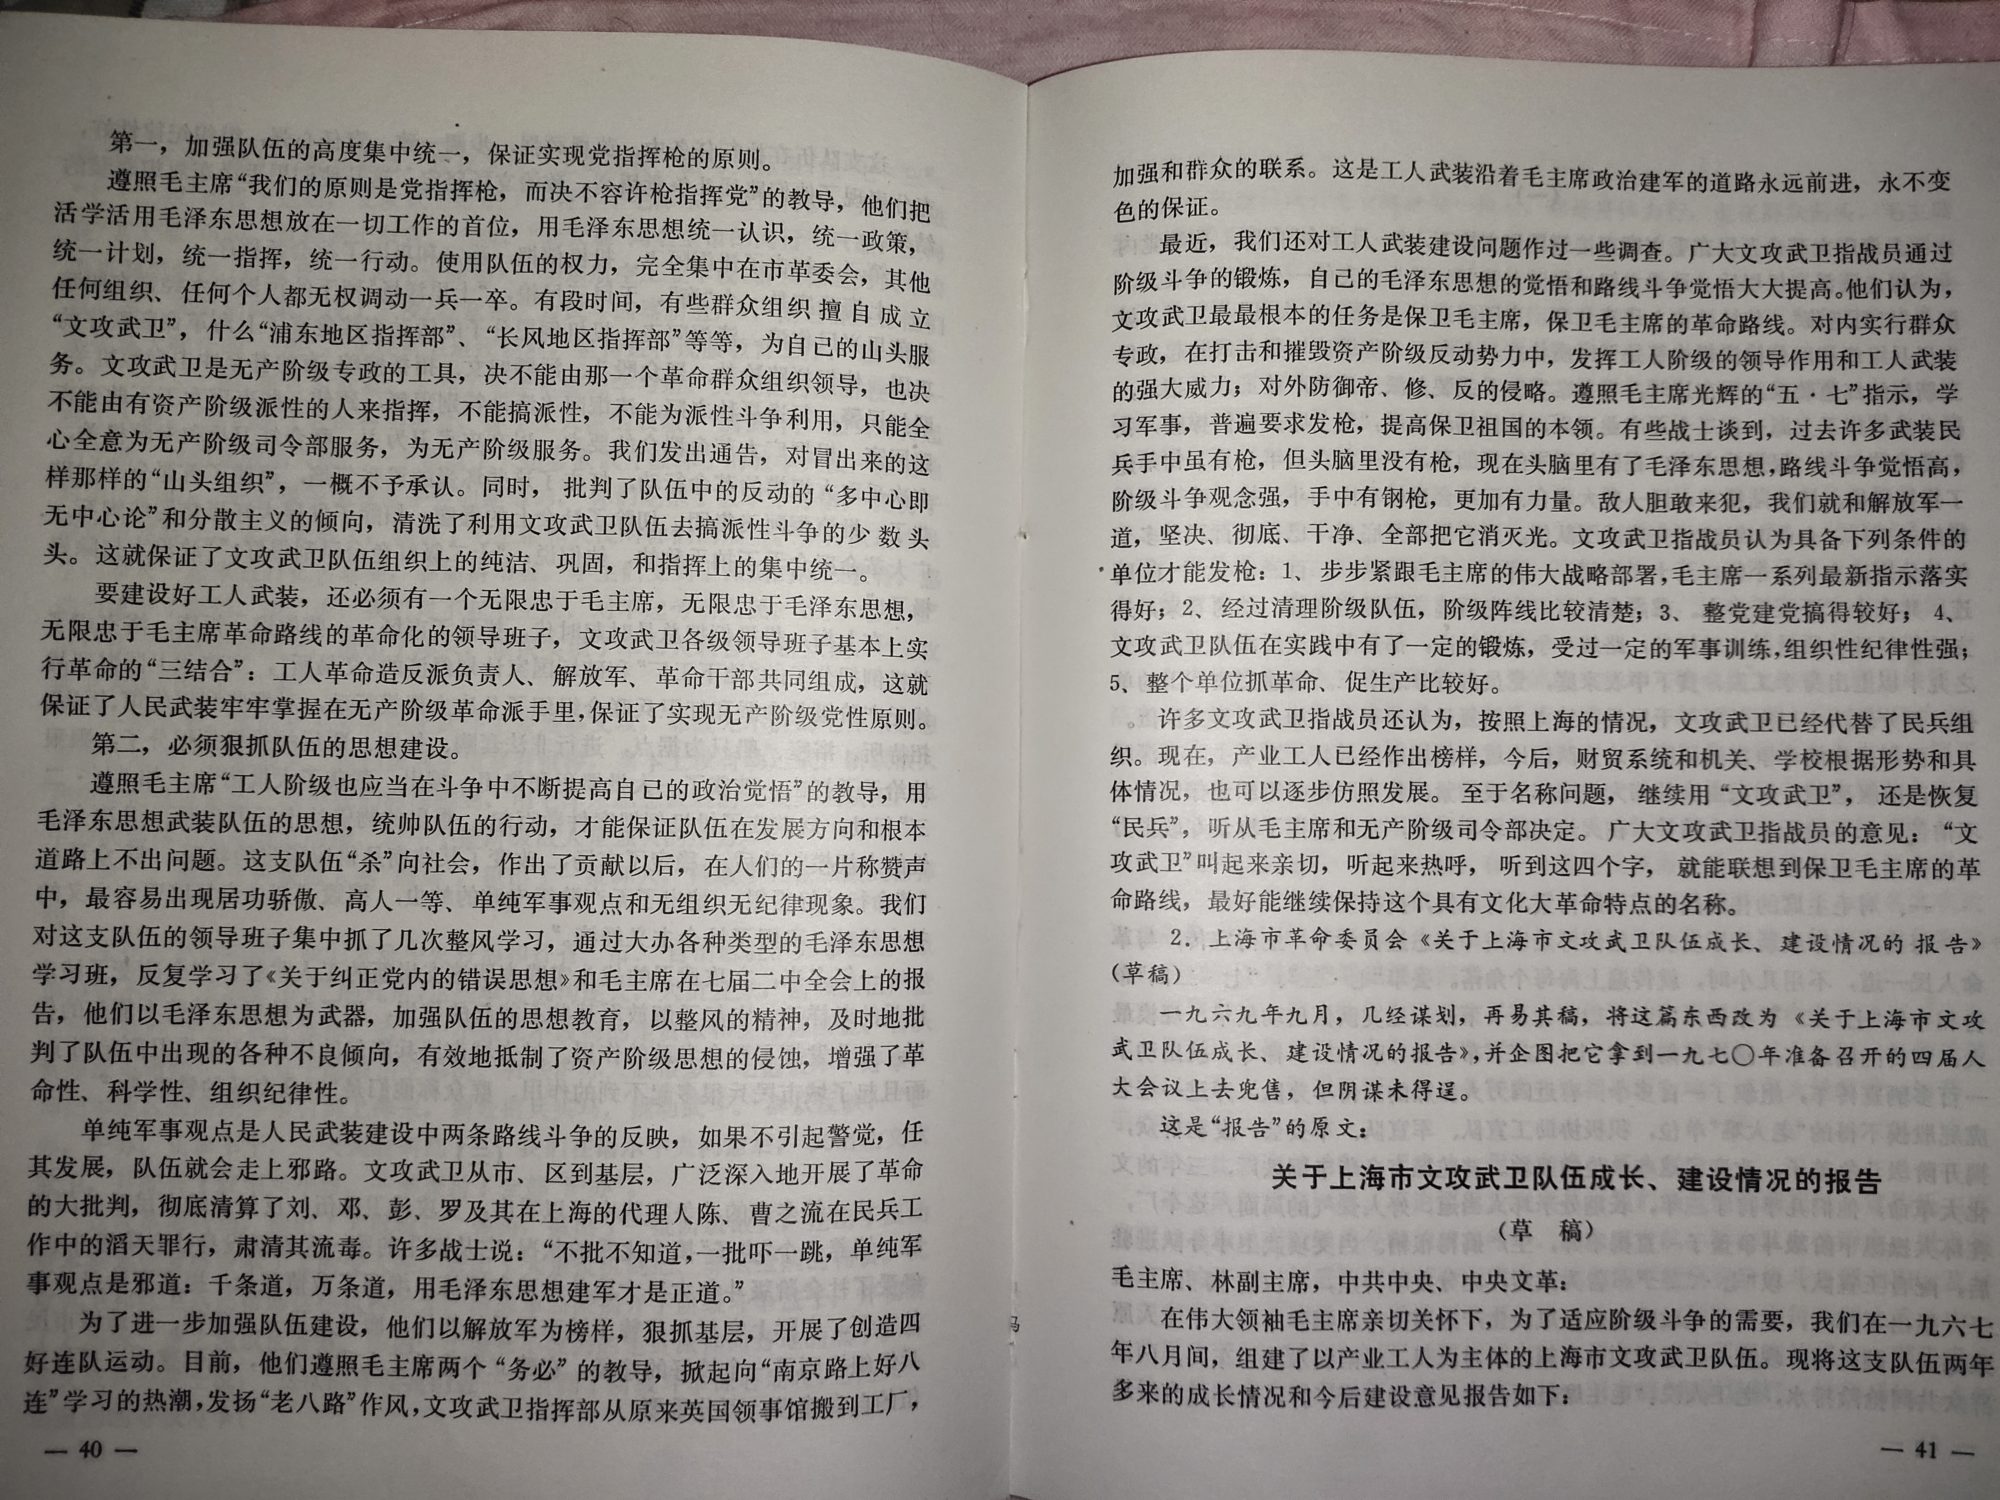 第一，加强队伍的高度集中统一，保证实现党指挥枪的原则。
遵照毛主席“我们的原则是党指挥枪，而决不容许枪指挥党”的教导，他们把
活学活用毛泽东思想放在一切工作的首位，用毛泽东思想统一认识，统一政策，
统一计划，统一指挥，统一行动。使用队伍的权力，完全集中在市革委会，其他
任何组织、任何个人都无权调动一兵一卒。有段时间，有些群众组织擅自成立
“文攻武卫”，什么“浦东地区指挥部”、“长风地区指挥部”等等，为自己的山头服
务。文攻武卫是无产阶级专政的工具，决不能由那一个革命群众组织领导，也决
不能由有资产阶级派性的人来指挥，不能搞派性，不能为派性斗争利用，只能全
心全意为无产阶级司令部服务，为无产阶级服务。我们发出通告，对冒出来的这
样那样的“山头组织”，一概不予承认。同时，批判了队伍中的反动的“多中心即
无中心论”和分散主义的倾向，清洗了利用文攻武卫队伍去搞派性斗争的少数头
头。这就保证了文攻武卫队伍组织上的纯洁、巩固，和指挥上的集中统一。
要建设好工人武装，还必须有一个无限忠于毛主席，无限忠于毛泽东思想，
无限忠于毛主席革命路线的革命化的领导班子，文攻武卫各级领导班子基本上实
行革命的“三结合”：工人革命造反派负责人、解放军、革命干部共同组成，这就
保证了人民武装牢牢掌握在无产阶级革命派手里，保证了实现无产阶级党性原则。
第二，必须狠抓队伍的思想建设。
遵照毛主席“工人阶级也应当在斗争中不断提高自己的政治觉悟”的教导，用
毛泽东思想武装队伍的思想，统帅队伍的行动，才能保证队伍在发展方向和根本
道路上不出问题。这支队伍“杀”向社会，作出了贡献以后，在人们的一片称赞声
中，最容易出现居功骄傲、高人一等、单纯军事观点和无组织无纪律现象。我们
对这支队伍的领导班子集中抓了几次整风学习，通过大办各种类型的毛泽东思想
学习班，反复学习了《关于纠正党内的错误思想》和毛主席在七届二中全会上的报
告，他们以毛泽东思想为武器，加强队伍的思想教育，以整风的精神，及时地批
判了队伍中出现的各种不良倾向，有效地抵制了资产阶级思想的侵蚀，增强了革
命性、科学性、组织纪律性。
单纯军事观点是人民武装建设中两条路线斗争的反映，如果不引起警觉，任
其发展，队伍就会走上邪路。文攻武卫从市、区到基层，广泛深入地开展了革命
的大批判，彻底清算了刘、邓、彭、罗及其在上海的代理人陈、曹之流在民兵工
作中的滔天罪行，肃清其流毒。许多战士说：“不批不知道，一批吓一跳，单纯军
事观点是邪道：千条道，万条道，用毛泽东思想建军才是正道。”
为了进一步加强队伍建设，他们以解放军为榜样，狠抓基层，开展了创造四
好连队运动。目前，他们遵照毛主席两个“务必”的教导，掀起向“南京路上好八
连”学习的热潮，发扬“老八路”作风，文攻武卫指挥部从原来英国领事馆搬到工厂，
— 40 —
加强和群众的联系。这是工人武装沿着毛主席政治建军的道路永远前进，永不变
色的保证。
最近，我们还对工人武装建设问题作过一些调查。广大文攻武卫指战员通过
阶级斗争的锻炼，自己的毛泽东思想的觉悟和路线斗争觉悟大大提高。他们认为，
文攻武卫最最根本的任务是保卫毛主席，保卫毛主席的革命路线。对内实行群众
专政，在打击和摧毁资产阶级反动势力中，发挥工人阶级的领导作用和工人武装
的强大威力；对外防御帝、修、反的侵略。遵照毛主席光辉的“五·七”指示，学
习军事，普遍要求发枪，提高保卫祖国的本领。有些战士谈到，过去许多武装民
兵手中虽有枪，但头脑里没有枪，现在头脑里有了毛泽东思想，路线斗争觉悟高，
阶级斗争观念强，手中有钢枪，更加有力量。敌人胆敢来犯，我们就和解放军一
道，坚决、彻底、干净、全部把它消灭光。文攻武卫指战员认为具备下列条件的
单位才能发枪：1、步步紧跟毛主席的伟大战略部署，毛主席一系列最新指示落实
得好；2、经过清理阶级队伍，阶级阵线比较清楚；3、整党建党搞得较好；4、
文攻武卫队伍在实践中有了一定的锻炼，受过一定的军事训练，组织性纪律性强；
5、整个单位抓革命、促生产比较好。
许多文攻武卫指战员还认为，按照上海的情况，文攻武卫已经代替了民兵组
织。现在，产业工人已经作出榜样，今后，财贸系统和机关、学校根据形势和具
体情况，也可以逐步仿照发展。至于名称问题，继续用“文攻武卫”，还是恢复
“民兵”，听从毛主席和无产阶级司令部决定。广大文攻武卫指战员的意见：“文
攻武卫”叫起来亲切，听起来热呼，听到这四个字，就能联想到保卫毛主席的革
命路线，最好能继续保持这个具有文化大革命特点的名称。
2．上海市革命委员会《关于上海市文攻武卫队伍成长、建设情况的报告》
（草稿）
一九六九年九月，几经谋划，再易其稿，将这篇东西改为《关于上海市文攻
武卫队伍成长、建设情况的报告》，并企图把它拿到一九七〇年准备召开的四届人
大会议上去兜售，但阴谋未得逞。
这是“报告”的原文：
关于上海市文攻武卫队伍成长、建设情况的报告
（草 稿）
毛主席、林副主席，中共中央、中央文革：
在伟大领袖毛主席亲切关怀下，为了适应阶级斗争的需要，我们在一九六七
年八月间，组建了以产业工人为主体的上海市文攻武卫队伍。现将这支队伍两年
多来的成长情况和今后建设意见报告如下：
— 41 —